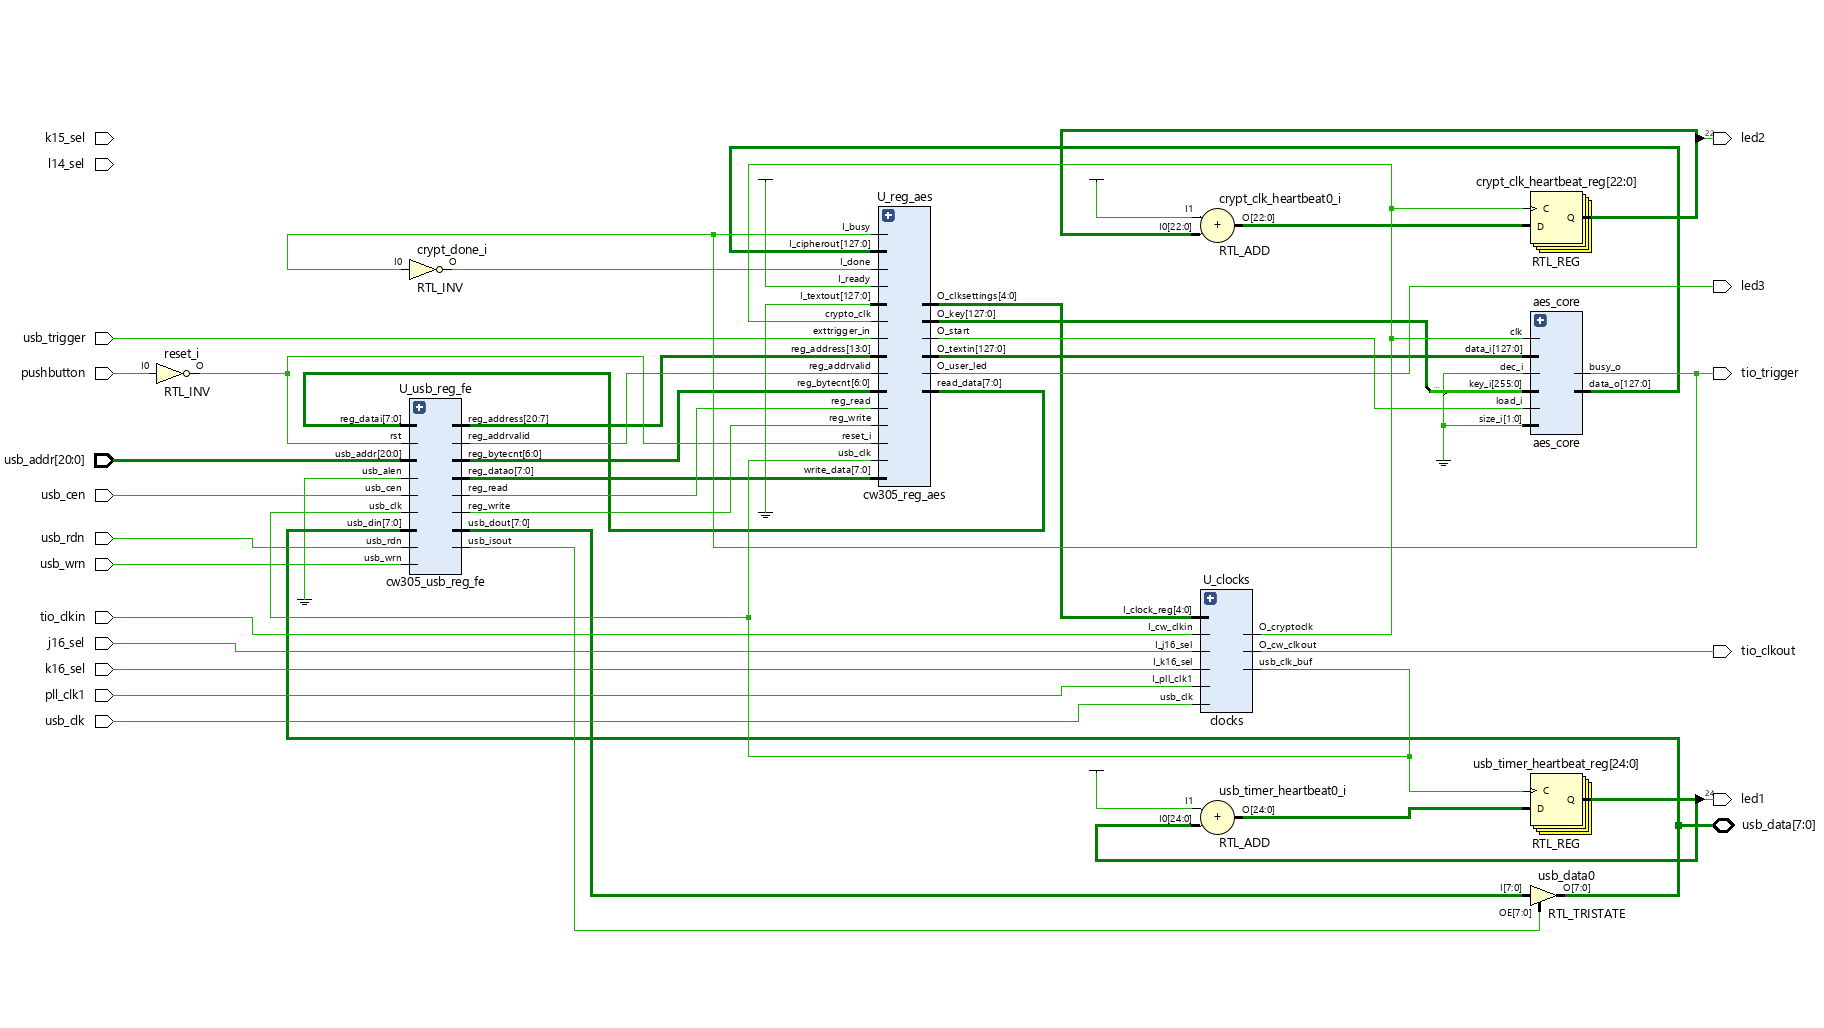 k15_sel
l14_sel
usb_trigger
pushbutton
usb_addr[20:0]
usb_cen
usb_rdn
usb_wrn
tio_clkin
j16_sel
k16_sel
pll_clk1
usb_clk
reset_i
I0
O
RTL_INV
crypt_done_i
I0
O
RTL_INV
U_usb_reg_fe
reg_datai[7:0]
rst
usb_addr[20:0]
usb_alen
usb_cen
usb_clk
usb_din[7:0]
usb_rdn
usb_wrn
reg_address[20:7]
reg_addrvalid
reg_bytecnt[6:0]
reg_datao[7:0]
reg_read
reg_write
usb_dout[7:0]
usb_isout
cw305_usb_reg_fe
U_reg_aes
I_busy
I_cipherout[127:0]
I_done
I_ready
I_textout[127:0]
crypto_clk
exttrigger_in
reg_address[13:0]
reg_addrvalid
reg_bytecnt[6:0]
reg_read
reg_write
reset_i
usb_clk
write_data[7:0]
O_clksettings[4:0]
O_key[127:0]
O_start
O_textin[127:0]
O_user_led
read_data[7:0]
cw305_reg_aes
crypt_clk_heartbeat0_i
I1
I0[22:0]
+
O[22:0]
RTL_ADD
crypt_clk_heartbeat_reg[22:0]
C
D
Q
RTL_REG
aes_core
clk
data_i[127:0]
dec_i
key_i[255:0]
load_i
size_i[1:0]
busy_o
data_o[127:0]
...
aes_core
U_clocks
I_clock_reg[4:0]
I_cw_clkin
I_j16_sel
I_k16_sel
I_pll_clk1
usb_clk
O_cryptoclk
O_cw_clkout
usb_clk_buf
clocks
usb_timer_heartbeat0_i
I1
I0[24:0]
+
O[24:0]
RTL_ADD
usb_timer_heartbeat_reg[24:0]
C
D
Q
RTL_REG
usb_data0
I[7:0]
O[7:0]
OE[7:0]
RTL_TRISTATE
22
led2
led3
tio_trigger
tio_clkout
24
led1
usb_data[7:0]